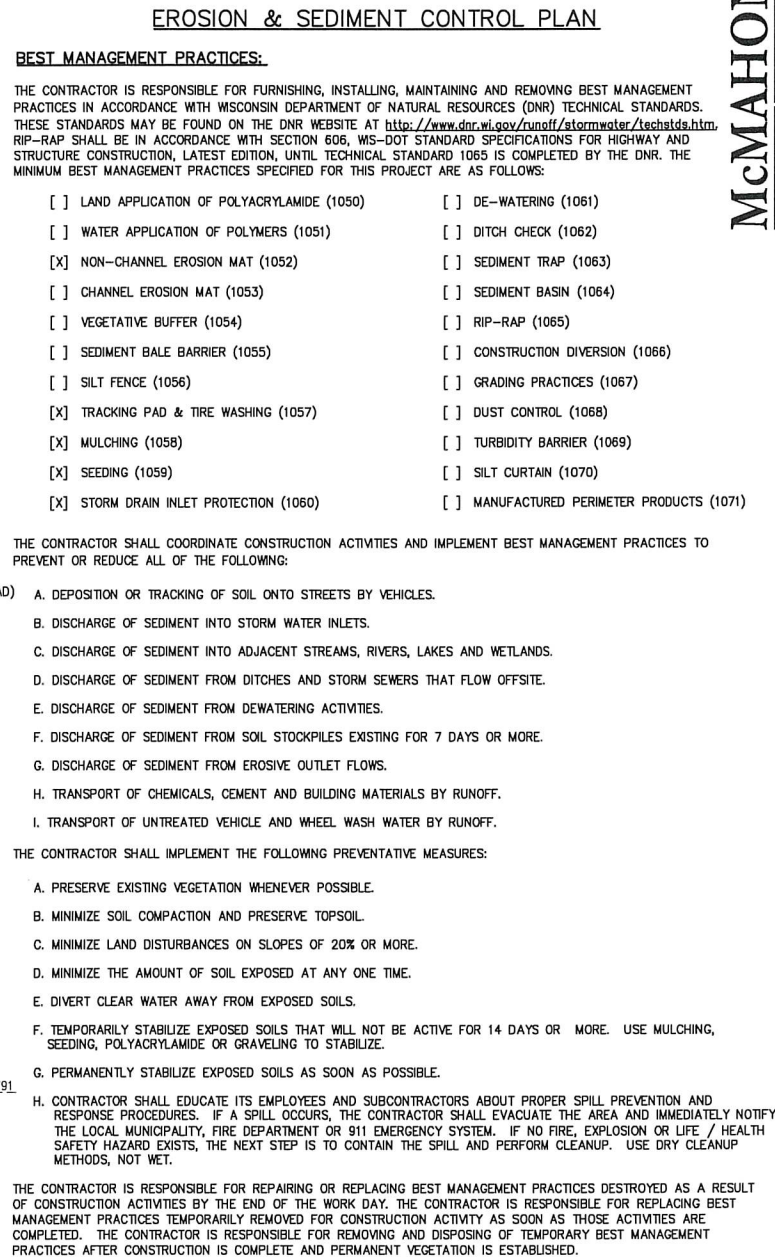 EROSION & SEDIMENT CONTROL PLAN
McMAHON
BEST MANAGEMENT PRACTICES:
THE CONTRACTOR IS RESPONSIBLE FOR FURNISHING, INSTALLING, MAINTAINING AND REMOVING BEST MANAGEMENT
PRACTICES IN ACCORDANCE WITH WISCONSIN DEPARTMENT OF NATURAL RESOURCES (DNR) TECHNICAL STANDARDS.
THESE STANDARDS MAY BE FOUND ON THE DNR WEBSITE AT http://www.dnr.wi.gov/runoff/stormwater/techstds.htm.
RIP-RAP SHALL BE IN ACCORDANCE WITH SECTION 606, WIS-DOT STANDARD SPECIFICATIONS FOR HIGHWAY AND
STRUCTURE CONSTRUCTION, LATEST EDITION, UNTIL TECHNICAL STANDARD 1065 IS COMPLETED BY THE DNR. THE
MINIMUM BEST MANAGEMENT PRACTICES SPECIFIED FOR THIS PROJECT ARE AS FOLLOWS:
[ ] LAND APPLICATION OF POLYACRYLAMIDE (1050)
[ ] WATER APPLICATION OF POLYMERS (1051)
[X] NON-CHANNEL EROSION MAT (1052)
[ ] CHANNEL EROSION MAT (1053)
[ ] VEGETATIVE BUFFER (1054)
[ ] SEDIMENT BALE BARRIER (1055)
[ ] SILT FENCE (1056)
[X] TRACKING PAD & TIRE WASHING (1057)
[X] MULCHING (1058)
[X] SEEDING (1059)
[X] STORM DRAIN INLET PROTECTION (1060)
[ ] DE-WATERING (1061)
[ ] DITCH CHECK (1062)
[ ] SEDIMENT TRAP (1063)
[ ] SEDIMENT BASIN (1064)
[ ] RIP-RAP (1065)
[ ] CONSTRUCTION DIVERSION (1066)
[ ] GRADING PRACTICES (1067)
[ ] DUST CONTROL (1068)
[ ] TURBIDITY BARRIER (1069)
[ ] SILT CURTAIN (1070)
[ ] MANUFACTURED PERIMETER PRODUCTS (1071)
THE CONTRACTOR SHALL COORDINATE CONSTRUCTION ACTIVITIES AND IMPLEMENT BEST MANAGEMENT PRACTICES TO
PREVENT OR REDUCE ALL OF THE FOLLOWING:
A. DEPOSITION OR TRACKING OF SOIL ONTO STREETS BY VEHICLES.
B. DISCHARGE OF SEDIMENT INTO STORM WATER INLETS.
C. DISCHARGE OF SEDIMENT INTO ADJACENT STREAMS, RIVERS, LAKES AND WETLANDS.
D. DISCHARGE OF SEDIMENT FROM DITCHES AND STORM SEWERS THAT FLOW OFFSITE.
E. DISCHARGE OF SEDIMENT FROM DEWATERING ACTIVITIES.
F. DISCHARGE OF SEDIMENT FROM SOIL STOCKPILES EXISTING FOR 7 DAYS OR MORE.
G. DISCHARGE OF SEDIMENT FROM EROSIVE OUTLET FLOWS.
H. TRANSPORT OF CHEMICALS, CEMENT AND BUILDING MATERIALS BY RUNOFF.
I. TRANSPORT OF UNTREATED VEHICLE AND WHEEL WASH WATER BY RUNOFF.
THE CONTRACTOR SHALL IMPLEMENT THE FOLLOWING PREVENTATIVE MEASURES:
A. PRESERVE EXISTING VEGETATION WHENEVER POSSIBLE.
B. MINIMIZE SOIL COMPACTION AND PRESERVE TOPSOIL.
C. MINIMIZE LAND DISTURBANCES ON SLOPES OF 20% OR MORE.
D. MINIMIZE THE AMOUNT OF SOIL EXPOSED AT ANY ONE TIME.
E. DIVERT CLEAR WATER AWAY FROM EXPOSED SOILS.
F. TEMPORARILY STABILIZE EXPOSED SOILS THAT WILL NOT BE ACTIVE FOR 14 DAYS OR MORE. USE MULCHING,
SEEDING, POLYACRYLAMIDE OR GRAVELING TO STABILIZE.
G. PERMANENTLY STABILIZE EXPOSED SOILS AS SOON AS POSSIBLE.
91
H. CONTRACTOR SHALL EDUCATE ITS EMPLOYEES AND SUBCONTRACTORS ABOUT PROPER SPILL PREVENTION AND
RESPONSE PROCEDURES. IF A SPILL OCCURS, THE CONTRACTOR SHALL EVACUATE THE AREA AND IMMEDIATELY NOTIFY
THE LOCAL MUNICIPALITY, FIRE DEPARTMENT OR 911 EMERGENCY SYSTEM. IF NO FIRE, EXPLOSION OR LIFE / HEALTH
SAFETY HAZARD EXISTS, THE NEXT STEP IS TO CONTAIN THE SPILL AND PERFORM CLEANUP. USE DRY CLEANUP
METHODS, NOT WET.
THE CONTRACTOR IS RESPONSIBLE FOR REPAIRING OR REPLACING BEST MANAGEMENT PRACTICES DESTROYED AS A RESULT
OF CONSTRUCTION ACTIVITIES BY THE END OF THE WORK DAY. THE CONTRACTOR IS RESPONSIBLE FOR REPLACING BEST
MANAGEMENT PRACTICES TEMPORARILY REMOVED FOR CONSTRUCTION ACTIVITY AS SOON AS THOSE ACTIVITIES ARE
COMPLETED. THE CONTRACTOR IS RESPONSIBLE FOR REMOVING AND DISPOSING OF TEMPORARY BEST MANAGEMENT
PRACTICES AFTER CONSTRUCTION IS COMPLETE AND PERMANENT VEGETATION IS ESTABLISHED.